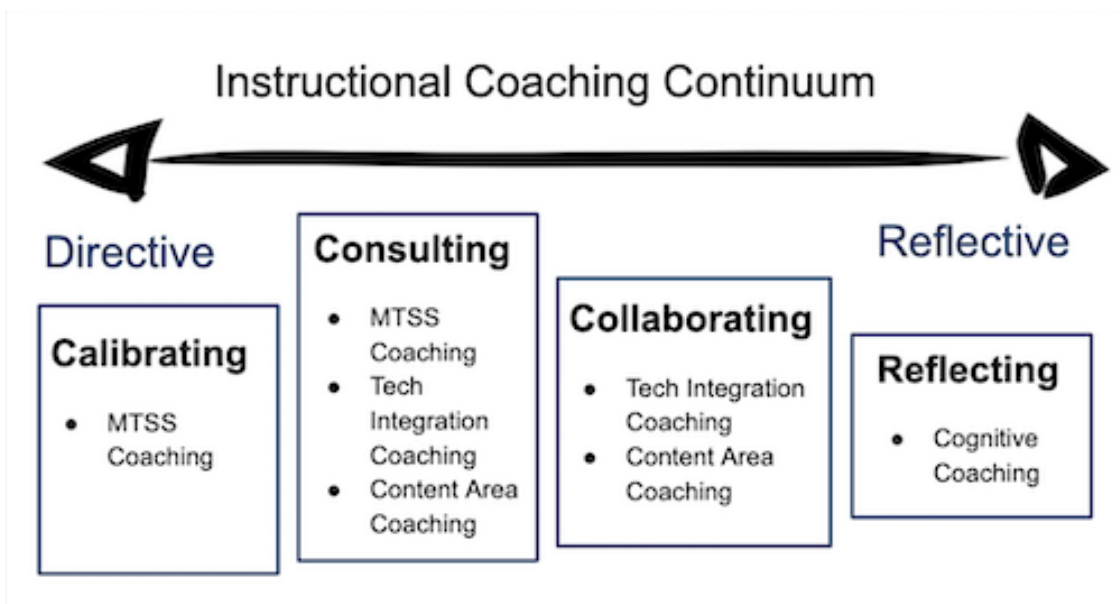 Instructional Coaching Continuum
Directive
Reflective
Calibrating
• MTSS
Coaching
Consulting
• MTSS
Coaching
• Tech
Integration
Coaching
• Content Area
Coaching
Collaborating
• Tech Integration
Coaching
• Content Area
Coaching
Reflecting
• Cognitive
Coaching